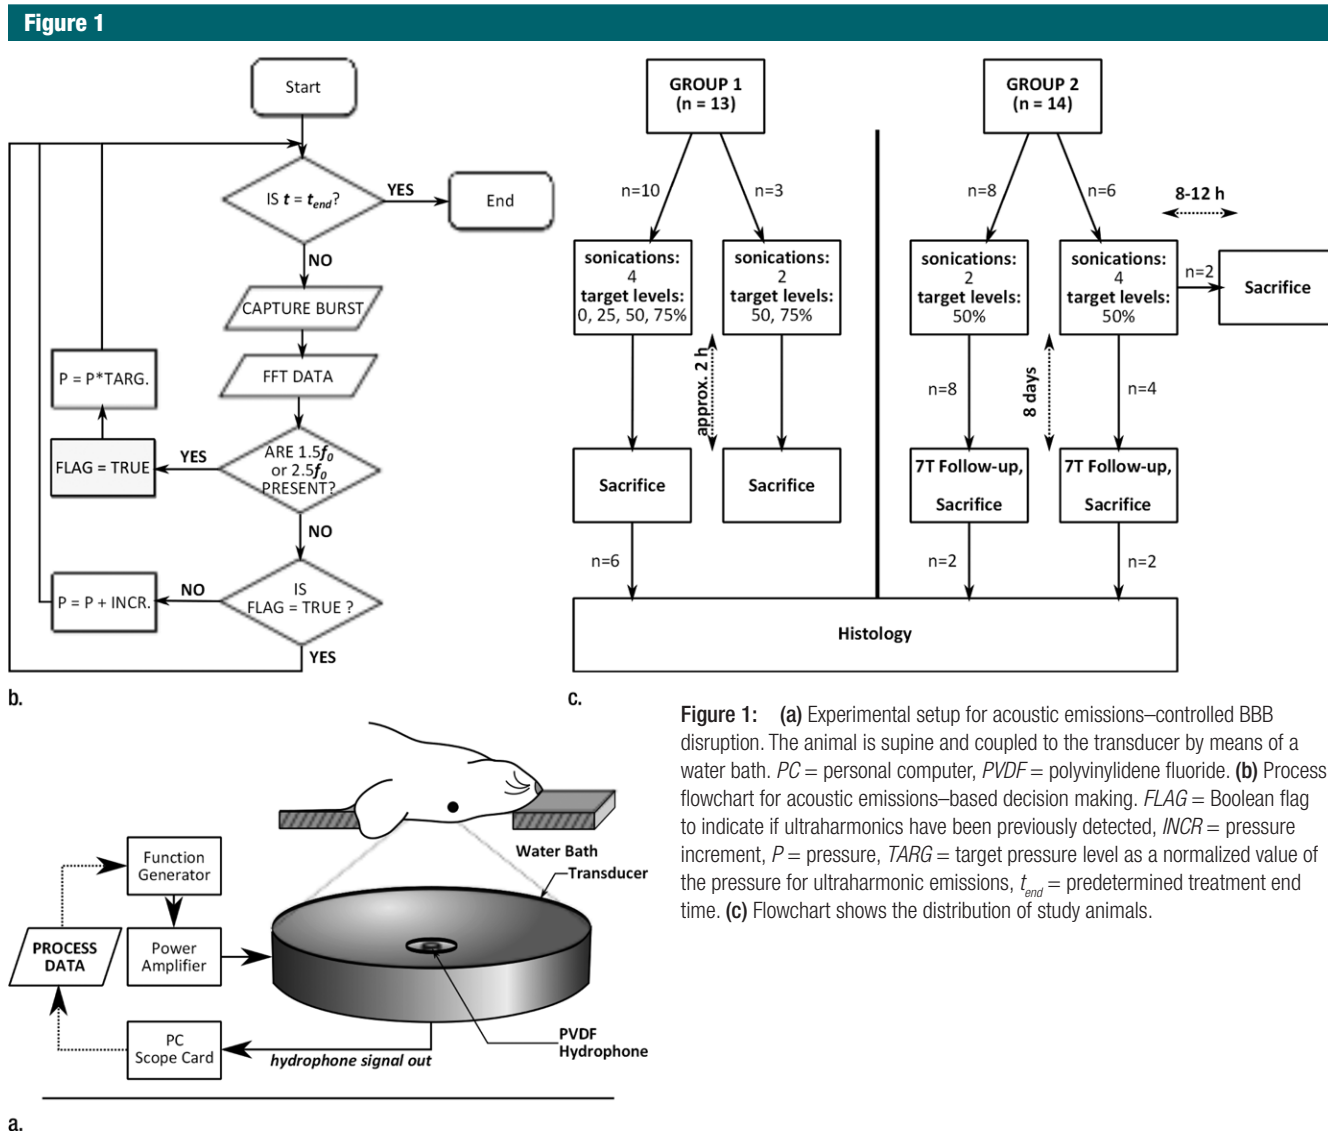 Figure 1
Start
IS t = tend?
YES
End
NO
CAPTURE BURST
FFT DATA
P = P*TARG.
ARE 1.5f0
or 2.5f0
PRESENT?
YES
FLAG = TRUE
NO
IS
FLAG = TRUE ?
NO
P = P + INCR.
YES
b.
GROUP 1
(n = 13)
n=10
n=3
sonications:
4
target levels:
0, 25, 50, 75%
sonications:
2
target levels:
50, 75%
approx. 2 h
Sacrifice
Sacrifice
n=6
GROUP 2
(n = 14)
n=8
n=6
8-12 h
sonications:
2
target levels:
50%
sonications:
4
target levels:
50%
n=2
Sacrifice
n=8
8 days
n=4
7T Follow-up,
Sacrifice
7T Follow-up,
Sacrifice
n=2
n=2
Histology
c.
Water Bath
Transducer
Function
Generator
PROCESS
DATA
Power
Amplifier
PC
Scope Card
hydrophone signal out
PVDF
Hydrophone
a.
Figure 1: (a) Experimental setup for acoustic emissions–controlled BBB
disruption. The animal is supine and coupled to the transducer by means of a
water bath. PC = personal computer, PVDF = polyvinylidene fluoride. (b) Process
flowchart for acoustic emissions–based decision making. FLAG = Boolean flag
to indicate if ultraharmonics have been previously detected, INCR = pressure
increment, P = pressure, TARG = target pressure level as a normalized value of
the pressure for ultraharmonic emissions, tend = predetermined treatment end
time. (c) Flowchart shows the distribution of study animals.